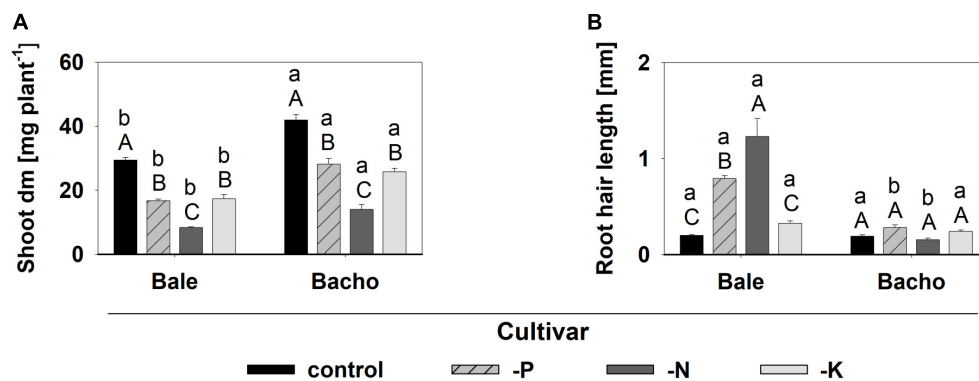 A
Shoot dm [mg plant⁻¹]
60
40
20
0
b
A
b
B
b
C
b
B
a
A
a
B
a
C
a
B
Bale
Bacho
B
Root hair length [mm]
2
1
0
a
C
a
B
a
A
a
C
a
A
b
A
b
A
a
A
Bale
Bacho
Cultivar
control
-P
-N
-K